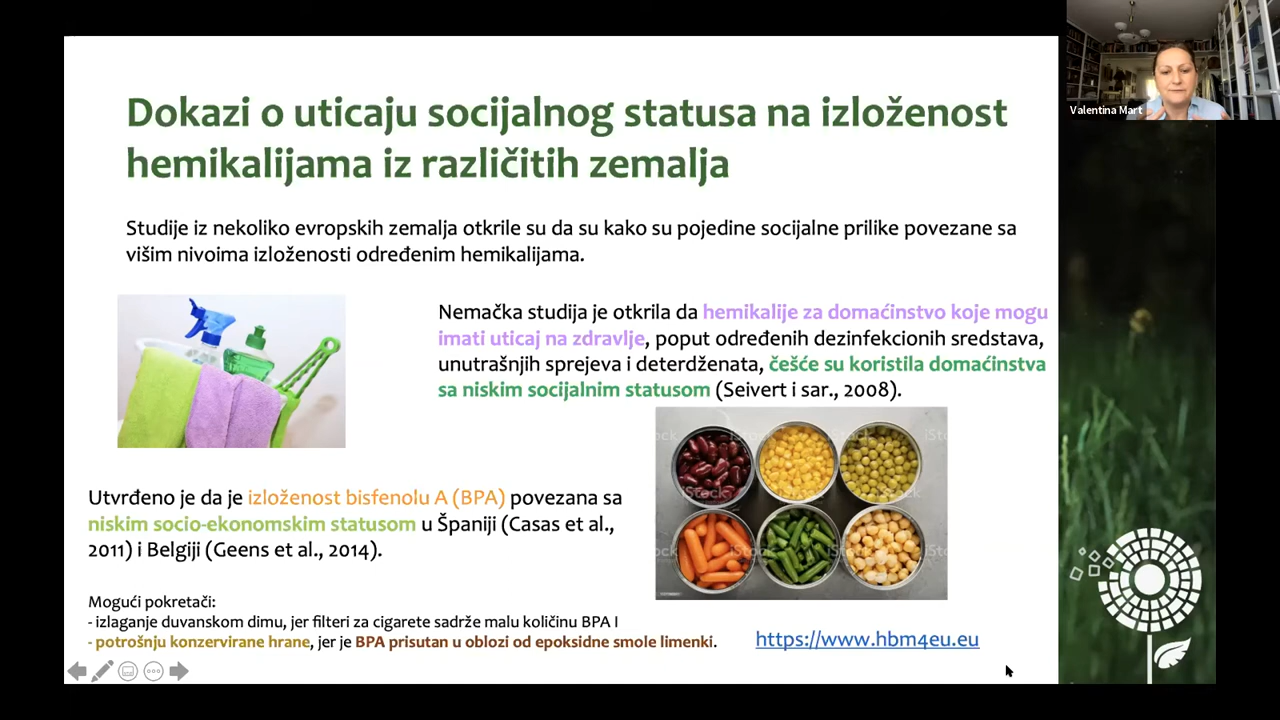 Dokazi o uticaju socijalnog statusa na izloženost
hemikalijama iz različitih zemalja
Valentina Mart
Studije iz nekoliko evropskih zemalja otkrile su da su kako su pojedine socijalne prilike povezane sa
višim nivoima izloženosti određenim hemikalijama.
Nemačka studija je otkrila da hemikalije za domaćinstvo koje mogu
imati uticaj na zdravlje, poput određenih dezinfekcionih sredstava,
unutrašnjih sprejeva i deterdženata, češće su koristila domaćinstva
sa niskim socijalnim statusom (Seivert i sar., 2008).
Utvrđeno je da je izloženost bisfenolu A (BPA) povezana sa
niskim socio-ekonomskim statusom u Španiji (Casas et al.,
2011) i Belgiji (Geens et al., 2014).
iStock
iStock
iStock
Mogući pokretači:
- izlaganje duvanskom dimu, jer filteri za cigarete sadrže malu količinu BPA I
- potrošnju konzervirane hrane, jer je BPA prisutan u oblozi od epoksidne smole limenki.
https://www.hbm4eu.eu